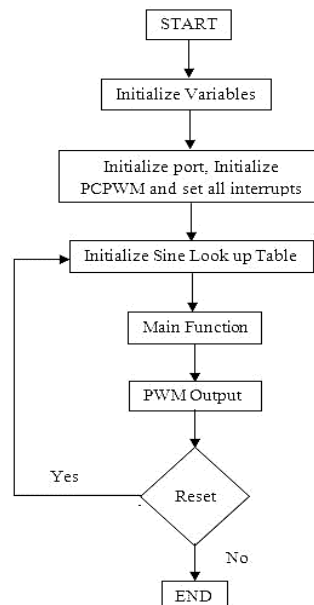 START
Initialize Variables
Initialize port, Initialize
PCPWM and set all interrupts
Initialize Sine Look up Table
Main Function
PWM Output
Reset
Yes
No
END